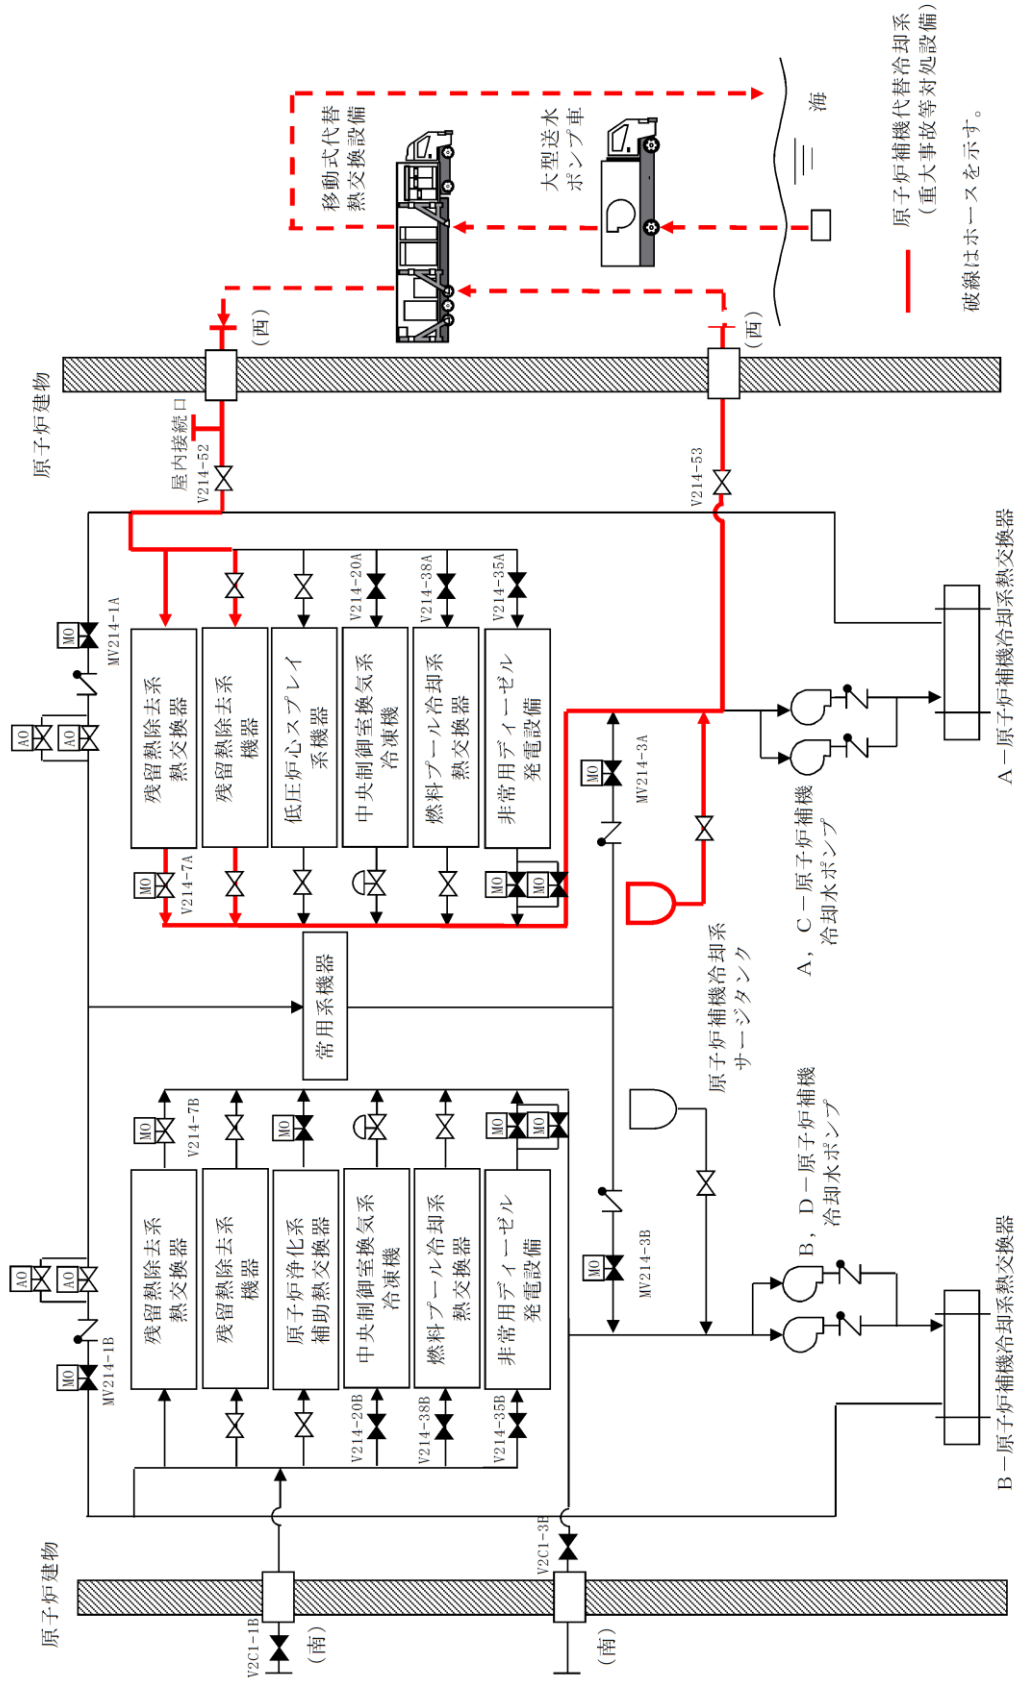 原子炉建物
V2C1-1B
(南)
V2C1-3B
(南)
MO
MV214-1B
AO
AO
残留熱除去系
熱交換器
残留熱除去系
機器
原子炉浄化系
補助熱交換器
中央制御室換気系
冷凍機
燃料プール冷却系
熱交換器
非常用ディーゼル
発電設備
V214-20B
V214-38B
V214-35B
MO
V214-7B
MO
MO
MO
常用系機器
MO
MV214-3B
B, D－原子炉補機
冷却水ポンプ
B－原子炉補機冷却系熱交換器
原子炉補機冷却系
サージタンク
AO
AO
MO
MV214-1A
MO
V214-7A
残留熱除去系
熱交換器
残留熱除去系
機器
低圧炉心スプレイ
系機器
中央制御室換気系
冷凍機
燃料プール冷却系
熱交換器
非常用ディーゼル
発電設備
MO
MO
V214-20A
V214-38A
V214-35A
MO
MV214-3A
A, C－原子炉補機
冷却水ポンプ
A－原子炉補機冷却系熱交換器
原子炉建物
屋内接続口
V214-52
V214-53
(西)
(西)
移動式代替
熱交換設備
大型送水
ポンプ車
海
原子炉補機代替冷却系
(重大事故等対処設備)
破線はホースを示す。